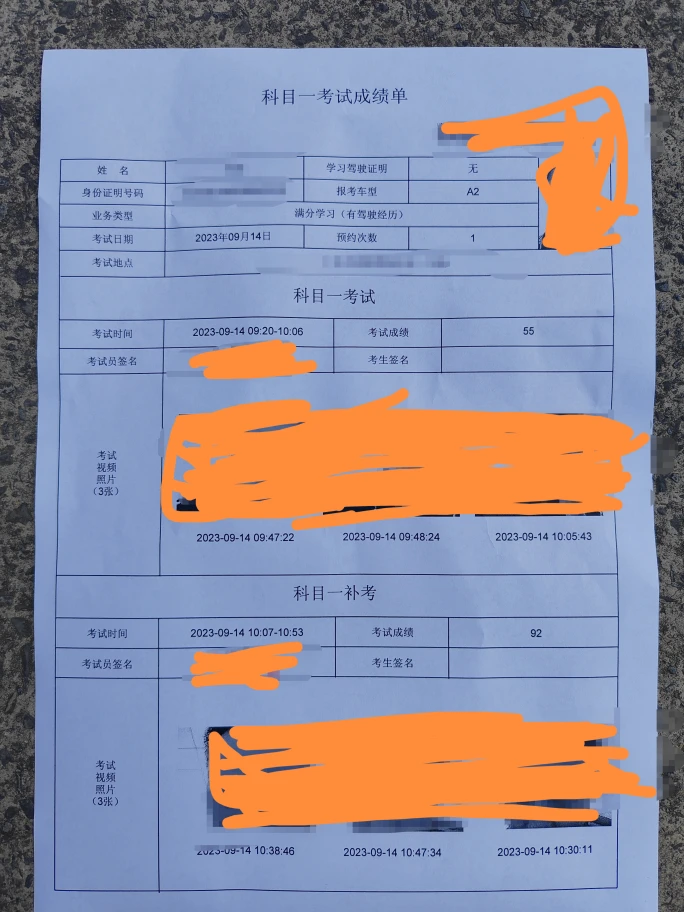 科目一考试成绩单
姓 名 学习驾驶证明 无
身份证明号码 报考车型 A2
业务类型 满分学习（有驾驶经历）
考试日期 2023年09月14日 预约次数 1
考试地点
科目一考试
考试时间 2023-09-14 09:20-10:06 考试成绩 55
考试员签名 考生签名
考试
视频
照片
（3张）
2023-09-14 09:47:22 2023-09-14 09:48:24 2023-09-14 10:05:43
科目一补考
考试时间 2023-09-14 10:07-10:53 考试成绩 92
考试员签名 考生签名
考试
视频
照片
（3张）
2023-09-14 10:38:46 2023-09-14 10:47:34 2023-09-14 10:30:11